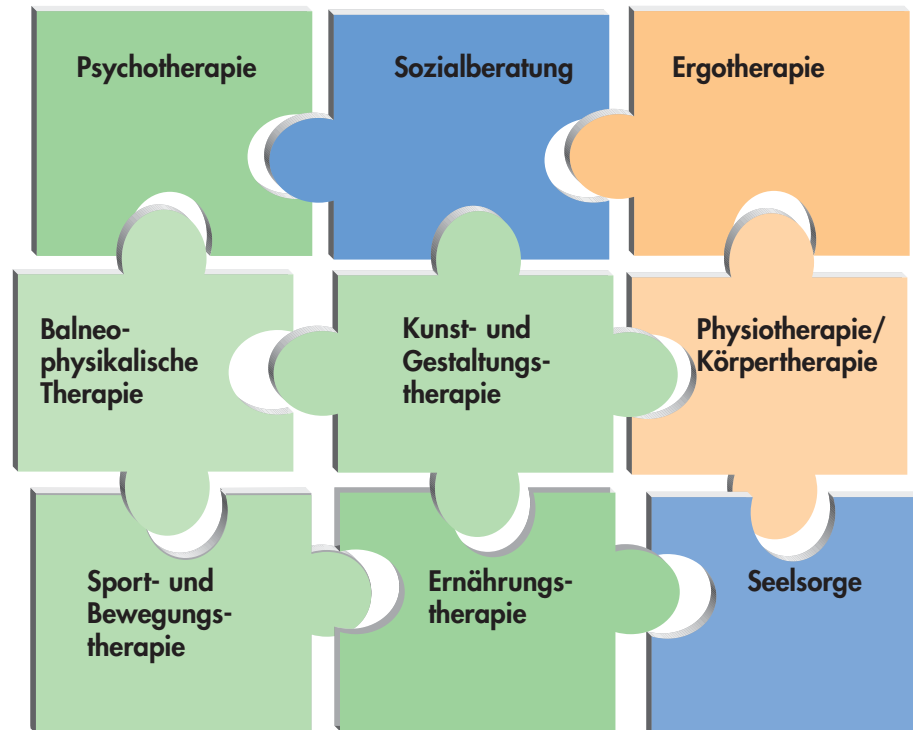 Psychotherapie
Sozialberatung
Ergotherapie
Balneo-
physikalische
Therapie
Kunst- und
Gestaltungs-
therapie
Physiotherapie/
Körpertherapie
Sport- und
Bewegungs-
therapie
Ernährungs-
therapie
Seelsorge